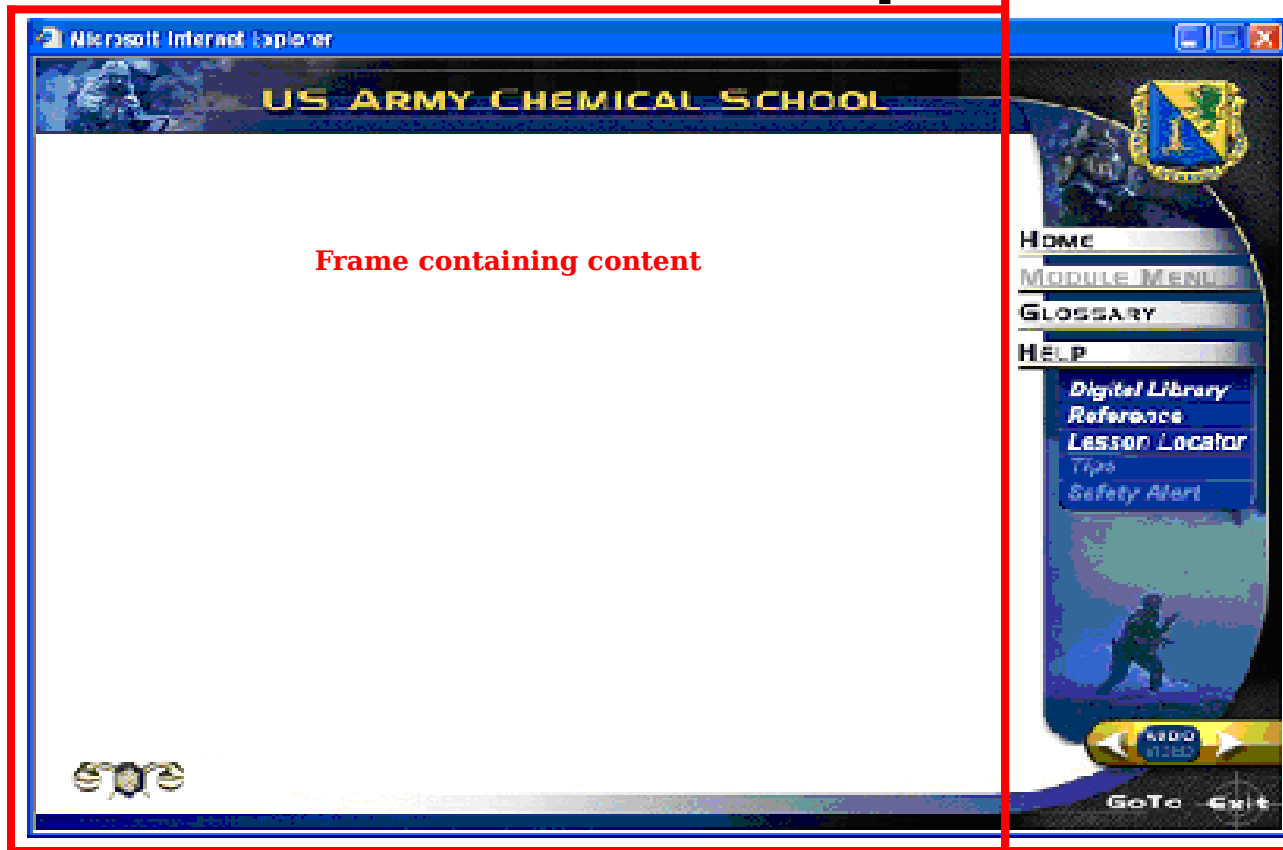 Microsoft Internet Explorer
US ARMY CHEMICAL SCHOOL
Frame containing content
HOME
MODULE MENU
GLOSSARY
HELP
Digital Library
Reference
Lesson Locator
Tips
Safety Alert
AUDIO
VIDEO
GOTO Exit